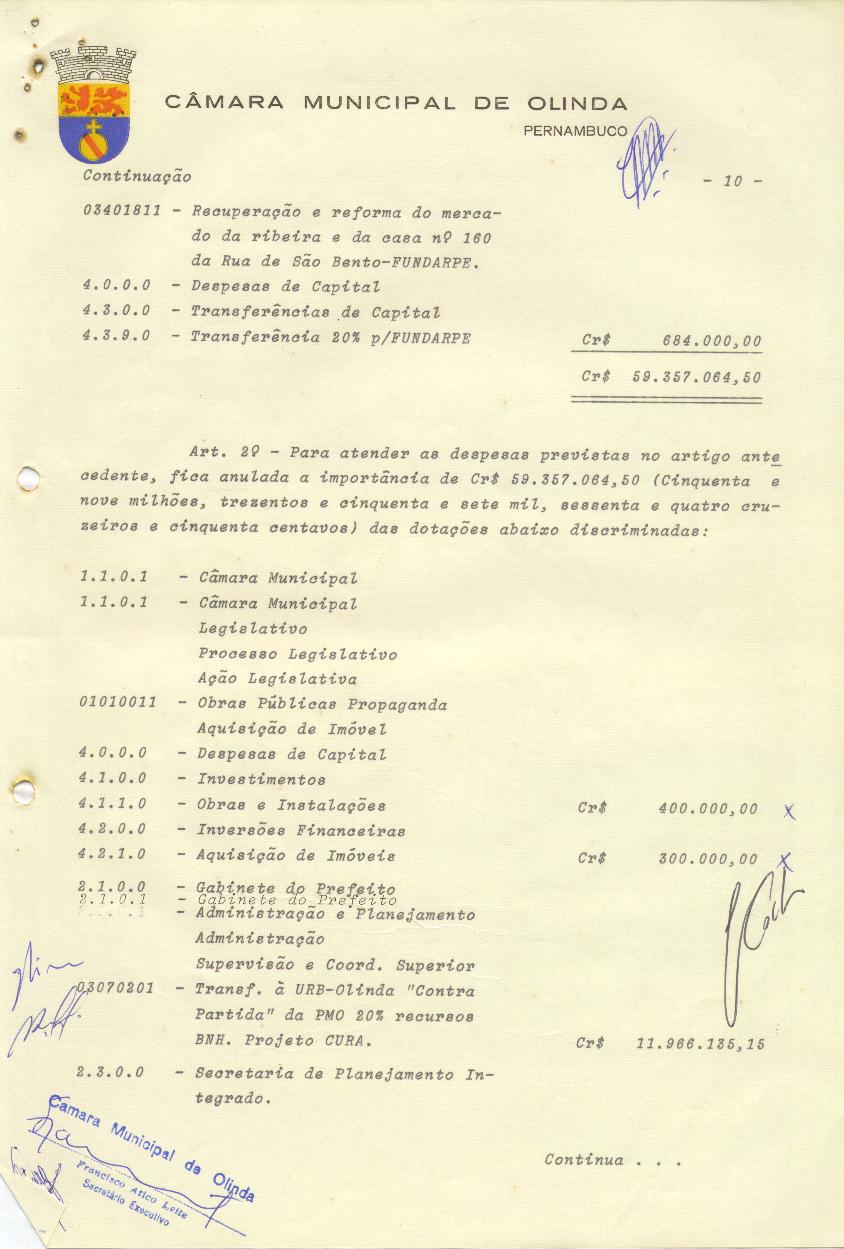 CÂMARA MUNICIPAL DE OLINDA
PERNAMBUCO
Continuação
- 10 -
03401811 - Recuperação e reforma do merca-
do da ribeira e da casa nº 160
da Rua de São Bento-FUNDARPE.
4.0.0.0 - Despesas de Capital
4.3.0.0 - Transferências de Capital
4.3.9.0 - Transferência 20% p/FUNDARPE Cr$ 684.000,00
Cr$ 59.357.064,50
Art. 2º - Para atender as despesas previstas no artigo ante
cedente, fica anulada a importância de Cr$ 59.357.064,50 (Cinquenta e
nove milhões, trezentos e cinquenta e sete mil, sessenta e quatro cru-
zeiros e cinquenta centavos) das dotações abaixo discriminadas:
1.1.0.1 - Câmara Municipal
1.1.0.1 - Câmara Municipal
Legislativo
Processo Legislativo
Ação Legislativa
01010011 - Obras Públicas Propaganda
Aquisição de Imóvel
4.0.0.0 - Despesas de Capital
4.1.0.0 - Investimentos
4.1.1.0 - Obras e Instalações Cr$ 400.000,00 x
4.2.0.0 - Inversões Financeiras
4.2.1.0 - Aquisição de Imóveis Cr$ 300.000,00 x
2.1.0.0 - Gabinete do Prefeito
2.1.0.1 - Gabinete do Prefeito
- Administração e Planejamento
Administração
Supervisão e Coord. Superior
03070201 - Transf. à URB-Olinda "Contra
Partida" da PMO 20% recursos
BNH. Projeto CURA. Cr$ 11.966.135,15
2.3.0.0 - Secretaria de Planejamento In-
tegrado.
Camara Municipal de Olinda
Francisco Atico Leite
Secretário Executivo
Continua . . .